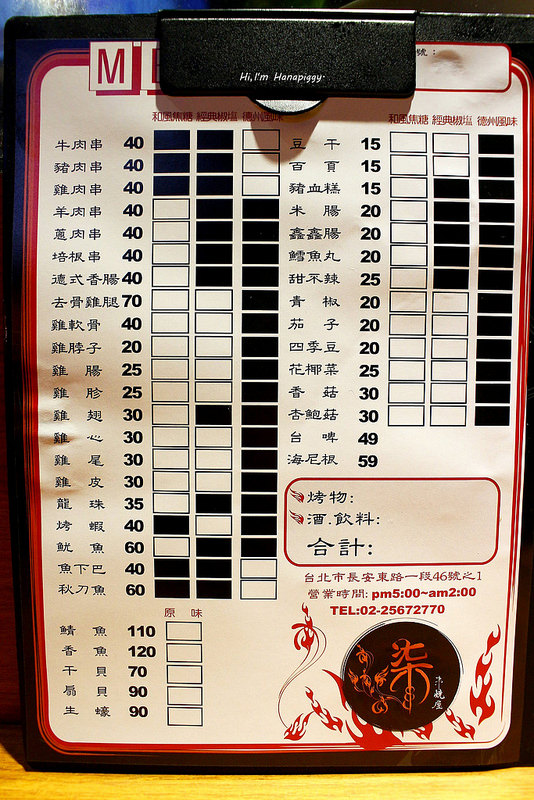 M
號:
Hi,I'm Hanapiggy.
和風焦糖 經典椒塩 德州風味
牛肉串 40
豬肉串 40
雞肉串 40
羊肉串 40
蔥肉串 40
培根串 40
德式香腸 40
去骨雞腿 70
雞軟骨 40
雞脖子 20
雞腸 25
雞胗 25
雞翅 30
雞心 30
雞尾 30
雞皮 30
龍珠 35
烤蝦 40
魷魚 60
魚下巴 40
秋刀魚 60
原味
鯖魚 110
香魚 120
干貝 70
扇貝 90
生蠔 90
和風焦糖 經典椒塩 德州風味
豆干 15
百頁 15
豬血糕 15
米腸 20
鑫鑫腸 20
鱈魚丸 20
甜不辣 25
青椒 20
茄子 20
四季豆 20
花椰菜 25
香菇 30
杏鮑菇 30
台啤 49
海尼根 59
烤物:
酒.飲料:
合計:
台北市長安東路一段46號之1
營業時間: pm5:00~am2:00
TEL:02-25672770
柒
串燒屋